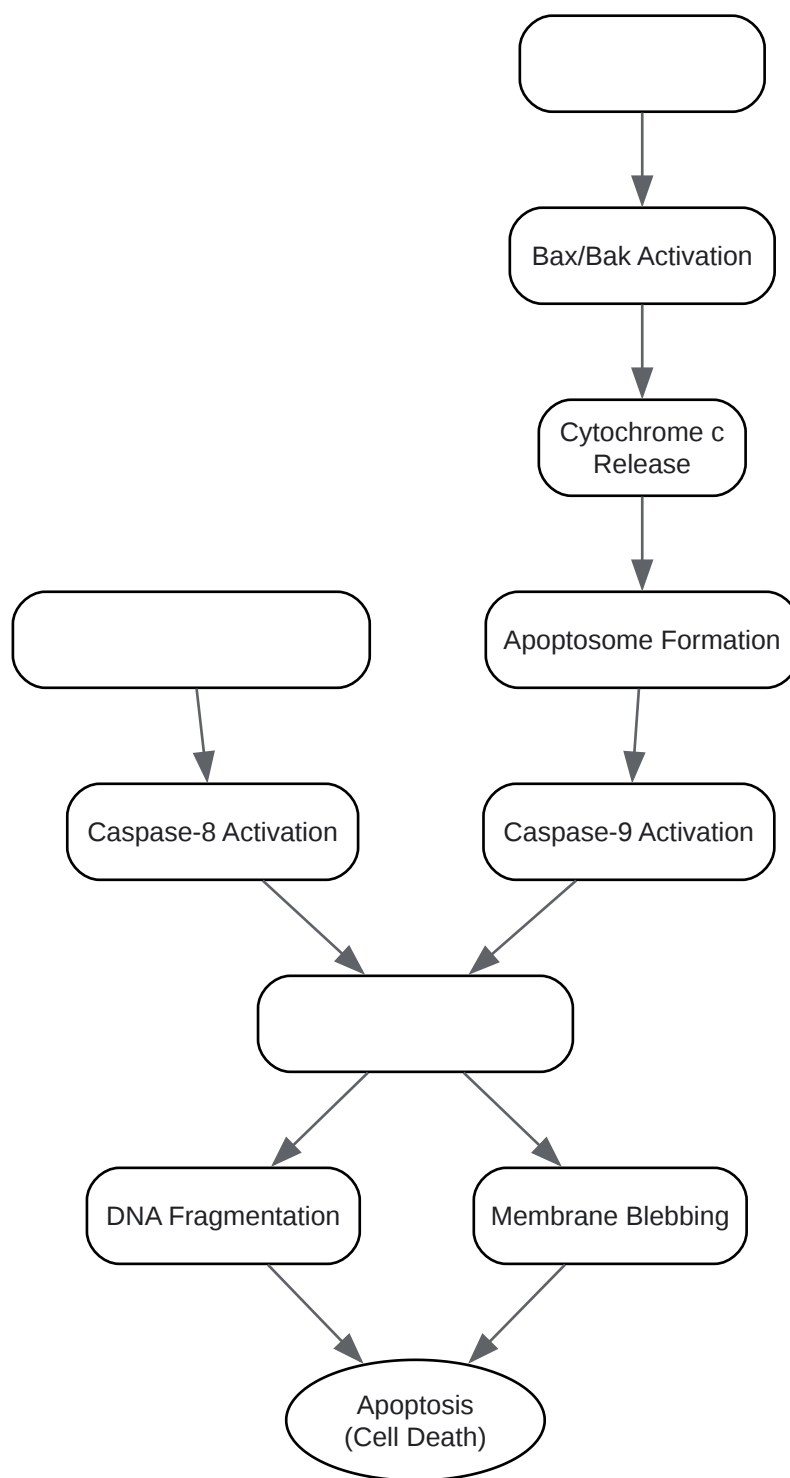 Bax/Bak Activation
Cytochrome c
Release
Apoptosome Formation
Caspase-8 Activation
Caspase-9 Activation
DNA Fragmentation
Membrane Blebbing
Apoptosis
(Cell Death)